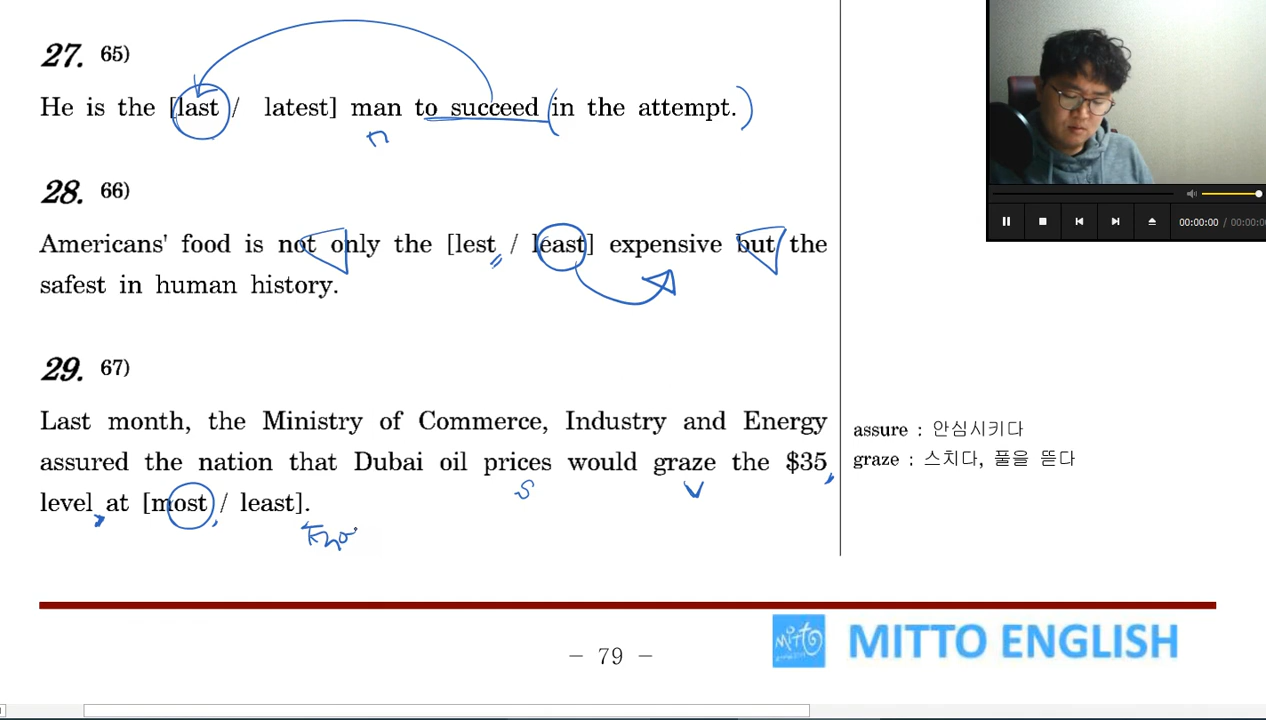 27. 65)
He is the [last / latest] man to succeed in the attempt.
n
28. 66)
Americans' food is not only the [lest / least] expensive but the
safest in human history.
29. 67)
Last month, the Ministry of Commerce, Industry and Energy
assured the nation that Dubai oil prices would graze the $35
S V
level at [most / least].
assure : 안심시키다
graze : 스치다, 풀을 뜯다
00:00:00 / 00:00:00
- 79 -
MITTO
MITTO ENGLISH